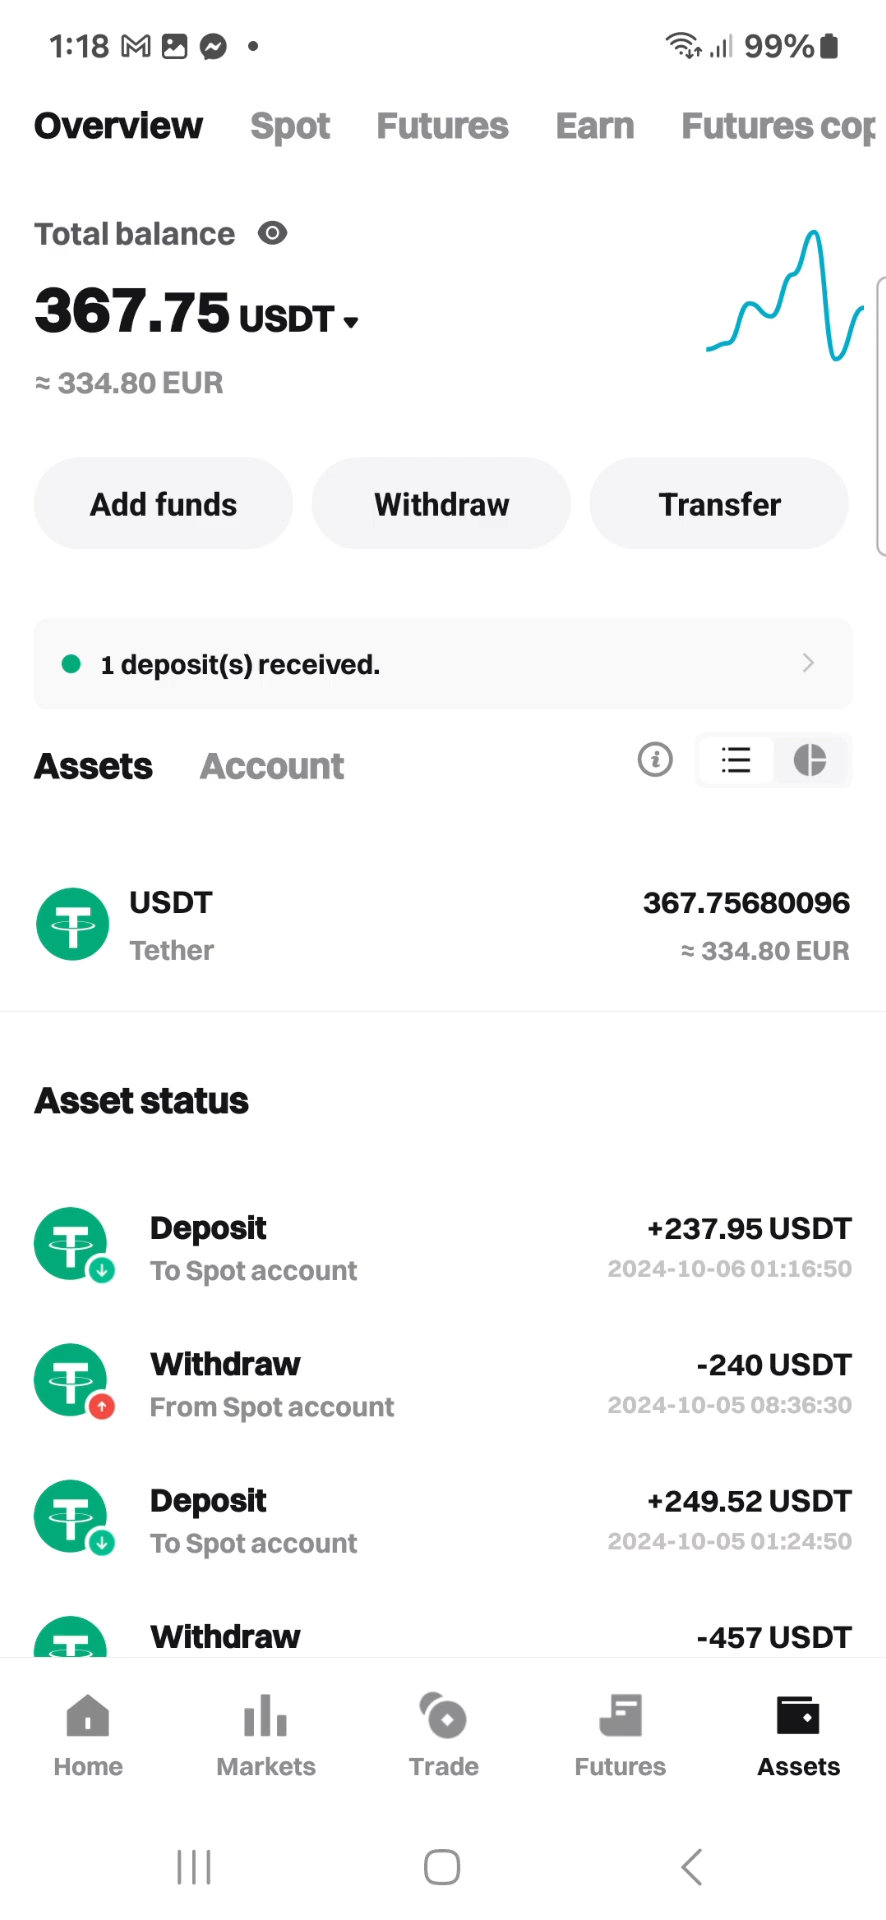 1:18 99%
Overview Spot Futures Earn Futures cop
Total balance
367.75 USDT
≈ 334.80 EUR
Add funds Withdraw Transfer
1 deposit(s) received.
Assets Account
USDT 367.75680096
Tether ≈ 334.80 EUR
Asset status
Deposit +237.95 USDT
To Spot account 2024-10-06 01:16:50
Withdraw -240 USDT
From Spot account 2024-10-05 08:36:30
Deposit +249.52 USDT
To Spot account 2024-10-05 01:24:50
Withdraw -457 USDT
Home Markets Trade Futures Assets